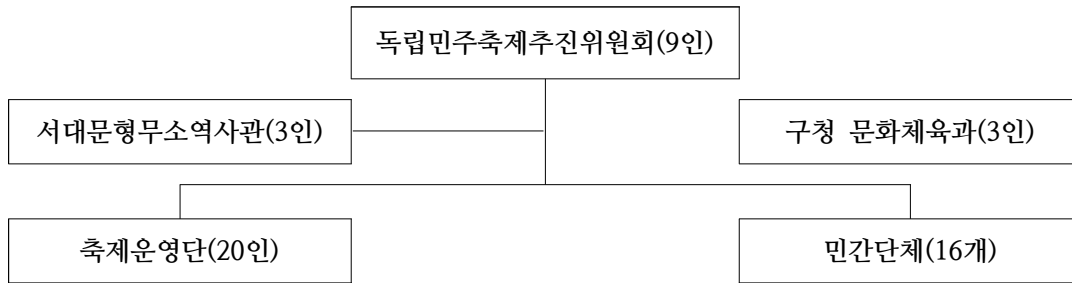 독립민주축제추진위원회(9인)
서대문형무소역사관(3인)
구청 문화체육과(3인)
축제운영단(20인)
민간단체(16개)